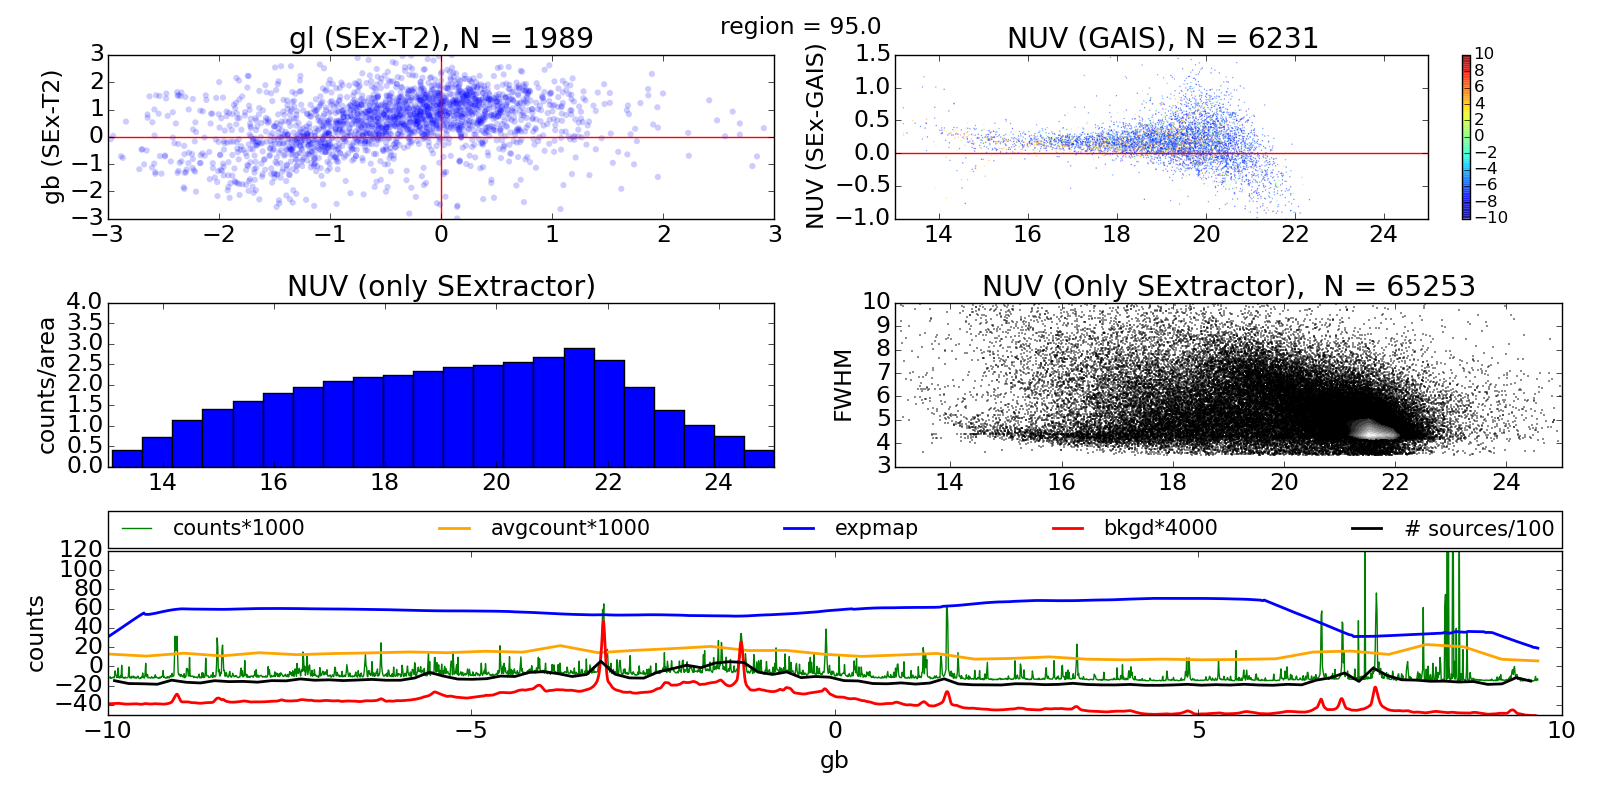 region = 95.0
gl (SEx-T2), N = 1989
gb (SEx-T2)
3
2
1
0
−1
−2
−3
−3 −2 −1 0 1 2 3
NUV (GAIS), N = 6231
NUV (SEx-GAIS)
1.5
1.0
0.5
0.0
−0.5
−1.0
14 16 18 20 22 24
10
8
6
4
2
0
−2
−4
−6
−8
−10
NUV (only SExtractor)
counts/area
4.0
3.5
3.0
2.5
2.0
1.5
1.0
0.5
0.0
14 16 18 20 22 24
NUV (Only SExtractor), N = 65253
FWHM
10
9
8
7
6
5
4
3
14 16 18 20 22 24
counts*1000 avgcount*1000 expmap bkgd*4000 # sources/100
counts
120
100
80
60
40
20
0
−20
−40
−10 −5 0 5 10
gb